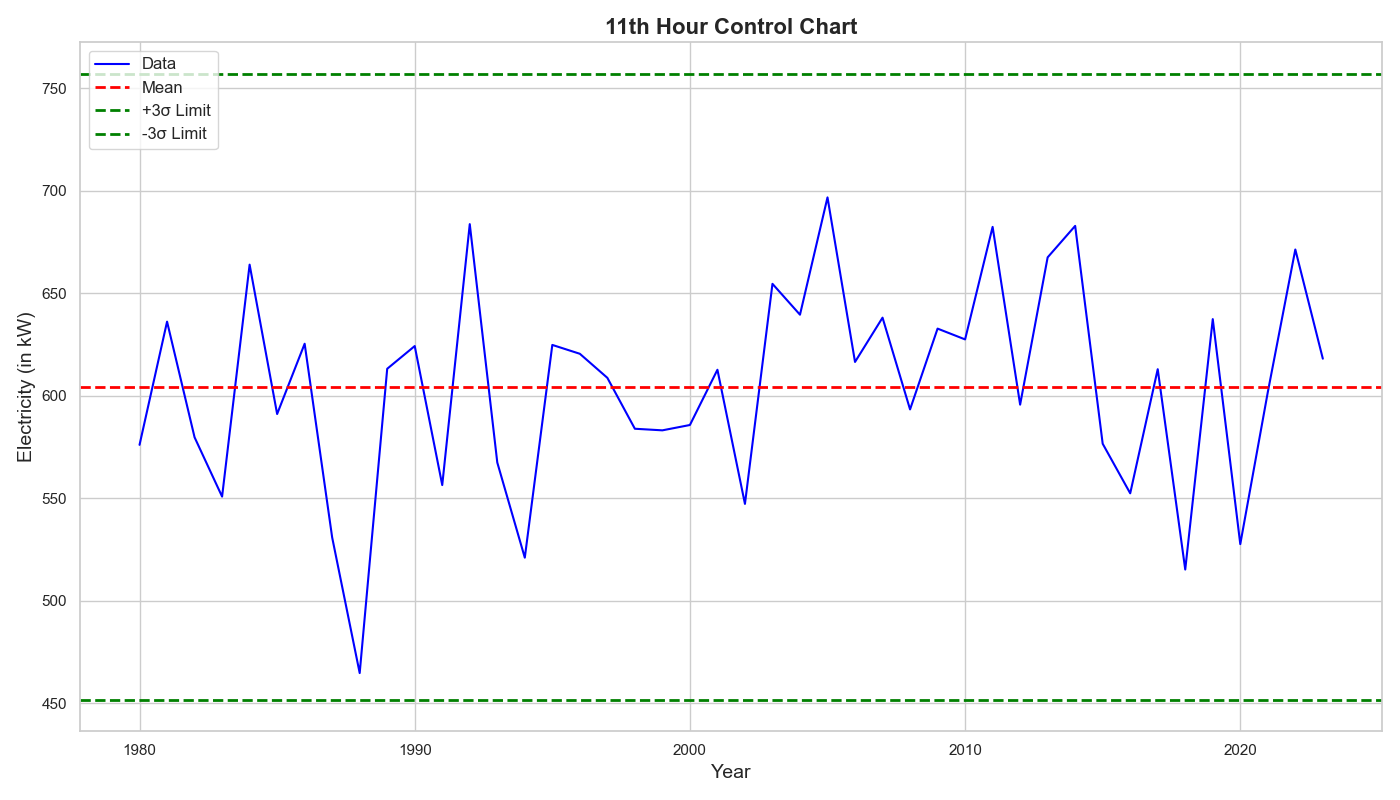 11th Hour Control Chart
Data
Mean
+3σ Limit
-3σ Limit
Electricity (in kW)
750
700
650
600
550
500
450
1980
1990
2000
2010
2020
Year